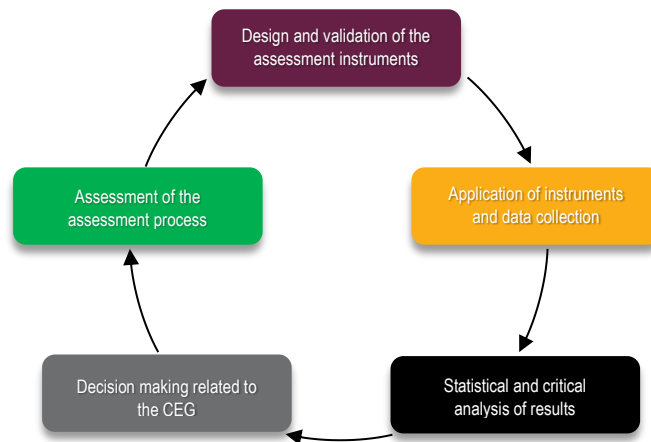 Design and validation of the
assessment instruments
Assessment of the
assessment process
Application of instruments
and data collection
Decision making related to
the CEG
Statistical and critical
analysis of results